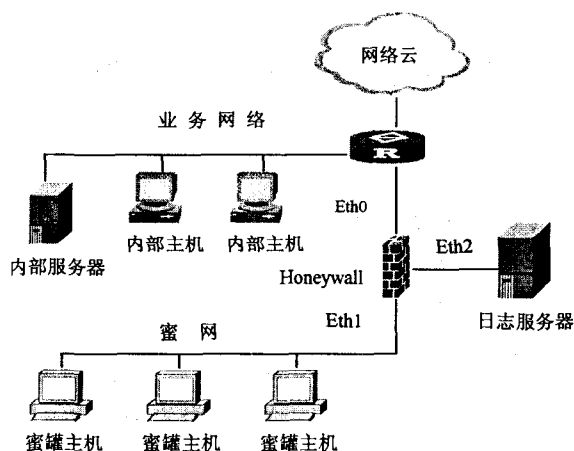 网络云
业务网络
R
Eth0
内部主机
内部主机
内部服务器
Eth2
Honeywall
日志服务器
Eth1
蜜网
蜜罐主机
蜜罐主机
蜜罐主机